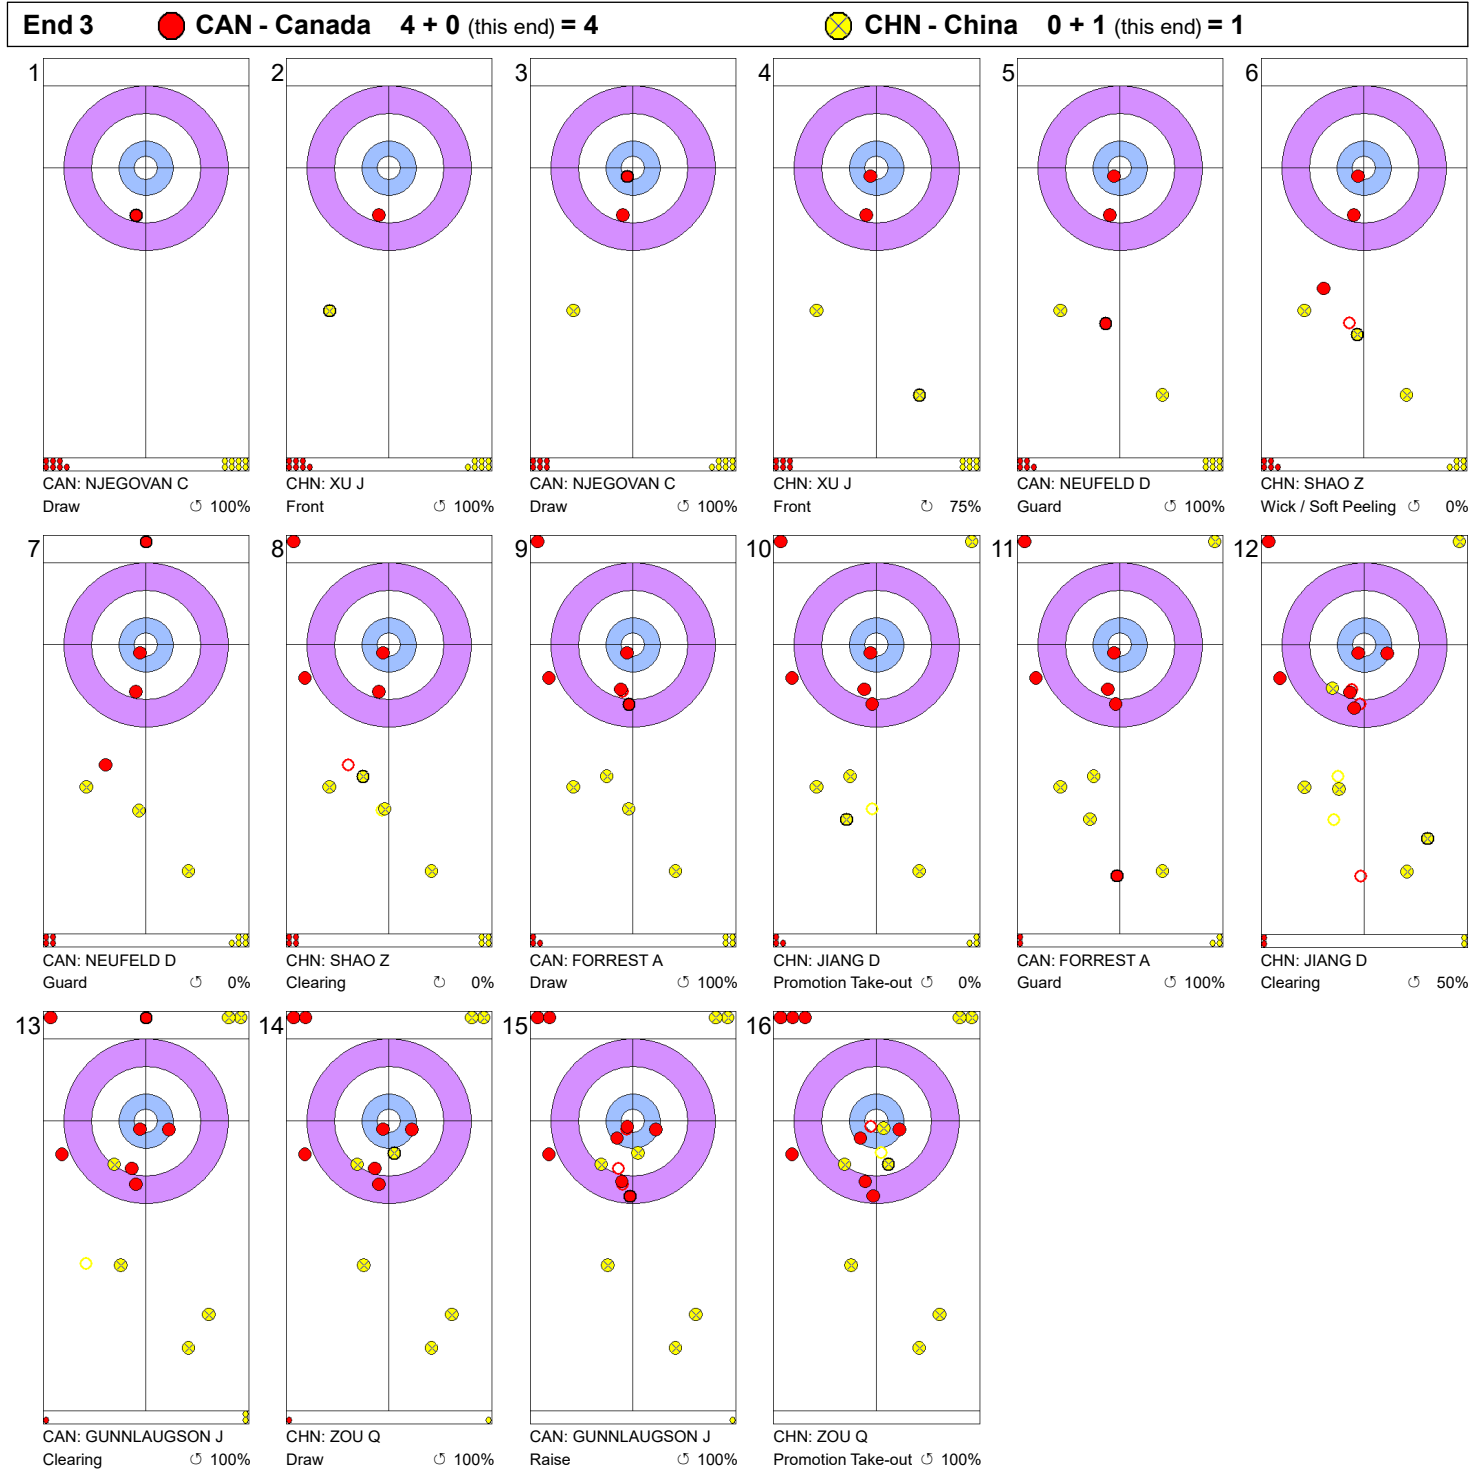 End 3 CAN - Canada 4 + 0 (this end) = 4 CHN - China 0 + 1 (this end) = 1
1 2 3 4 5 6
CAN: NJEGOVAN C CHN: XU J CAN: NJEGOVAN C CHN: XU J CAN: NEUFELD D CHN: SHAO Z
Draw ↺ 100% Front ↺ 100% Draw ↺ 100% Front ↻ 75% Guard ↺ 100% Wick / Soft Peeling ↺ 0%
7 8 9 10 11 12
CAN: NEUFELD D CHN: SHAO Z CAN: FORREST A CHN: JIANG D CAN: FORREST A CHN: JIANG D
Guard ↺ 0% Clearing ↻ 0% Draw ↺ 100% Promotion Take-out ↺ 0% Guard ↺ 100% Clearing ↺ 50%
13 14 15 16
CAN: GUNNLAUGSON J CHN: ZOU Q CAN: GUNNLAUGSON J CHN: ZOU Q
Clearing ↺ 100% Draw ↺ 100% Raise ↺ 100% Promotion Take-out ↺ 100%